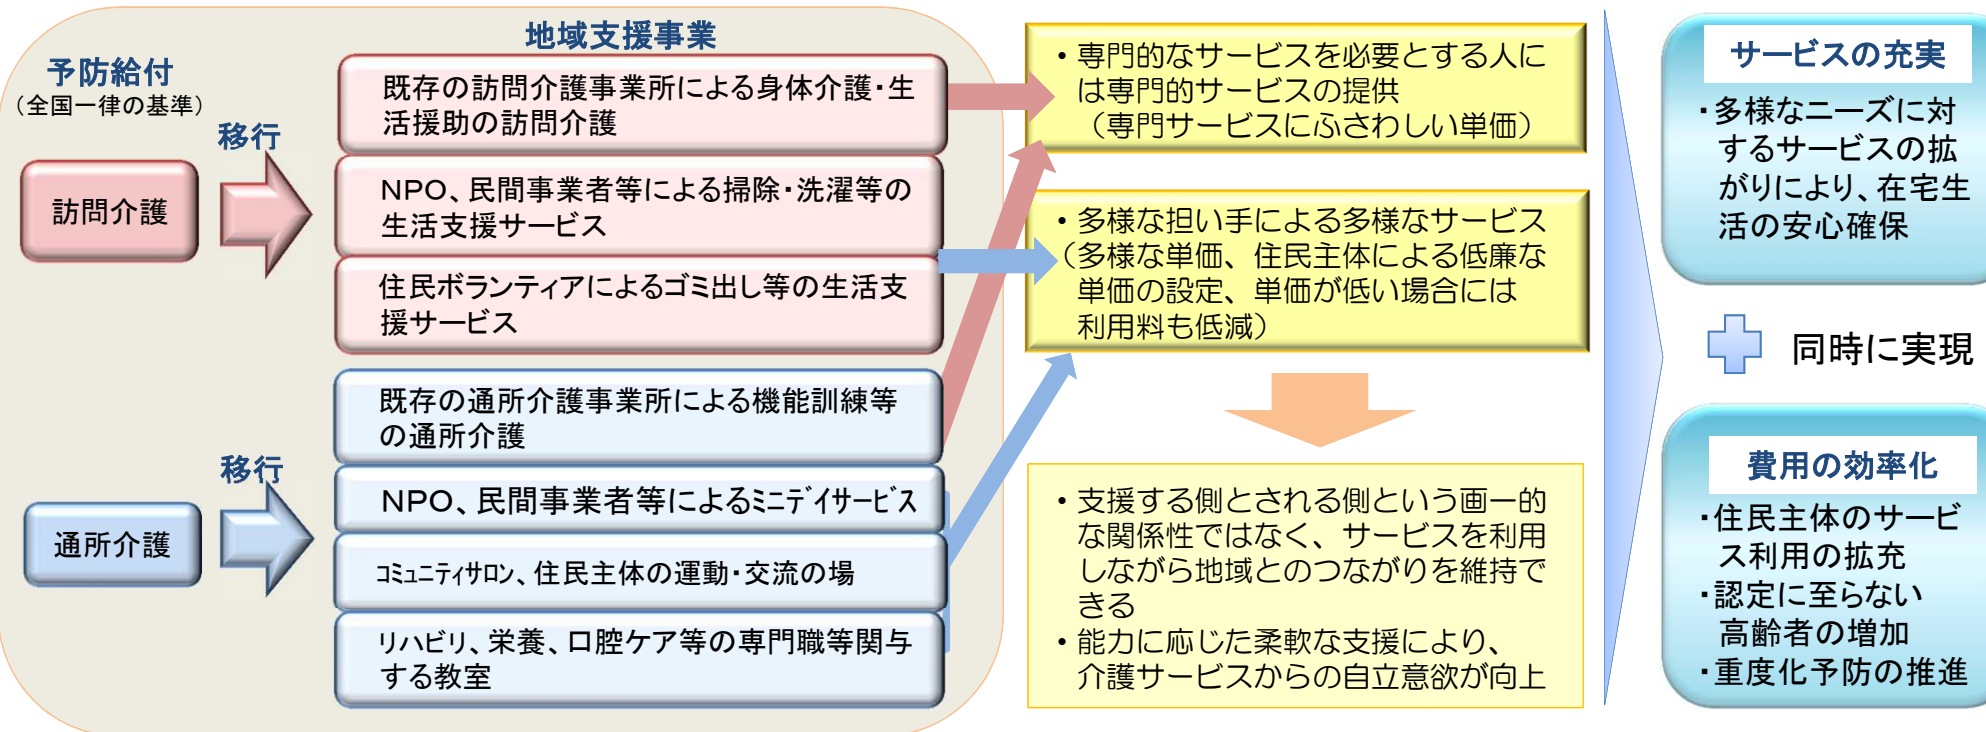 地域支援事業
予防給付
(全国一律の基準)
移行
訪問介護
既存の訪問介護事業所による身体介護・生
活援助の訪問介護
NPO、民間事業者等による掃除・洗濯等の
生活支援サービス
住民ボランティアによるゴミ出し等の生活支
援サービス
移行
通所介護
既存の通所介護事業所による機能訓練等
の通所介護
NPO、民間事業者等によるミニデイサービス
コミュニティサロン、住民主体の運動・交流の場
リハビリ、栄養、口腔ケア等の専門職等関与
する教室
・専門的なサービスを必要とする人に
は専門的サービスの提供
（専門サービスにふさわしい単価）
・多様な担い手による多様なサービス
（多様な単価、住民主体による低廉な
単価の設定、単価が低い場合には
利用料も低減）
・支援する側とされる側という画一的
な関係性ではなく、サービスを利用
しながら地域とのつながりを維持で
きる
・能力に応じた柔軟な支援により、
介護サービスからの自立意欲が向上
サービスの充実
・多様なニーズに対
するサービスの拡
がりにより、在宅生
活の安心確保
同時に実現
費用の効率化
・住民主体のサービ
ス利用の拡充
・認定に至らない
高齢者の増加
・重度化予防の推進